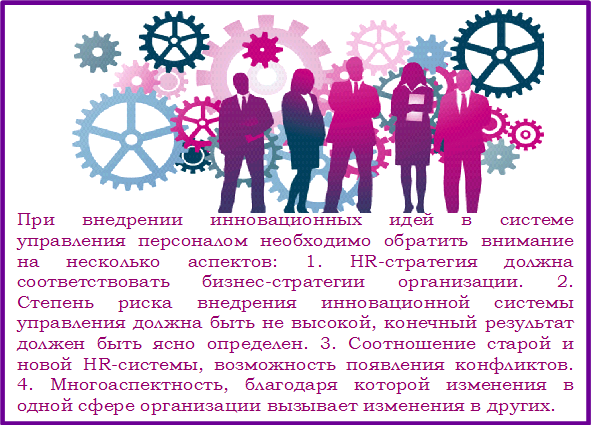 При внедрении инновационных идей в системе
управления персоналом необходимо обратить внимание
на несколько аспектов: 1. HR-стратегия должна
соответствовать бизнес-стратегии организации. 2.
Степень риска внедрения инновационной системы
управления должна быть не высокой, конечный результат
должен быть ясно определен. 3. Соотношение старой и
новой HR-системы, возможность появления конфликтов.
4. Многоаспектность, благодаря которой изменения в
одной сфере организации вызывает изменения в других.